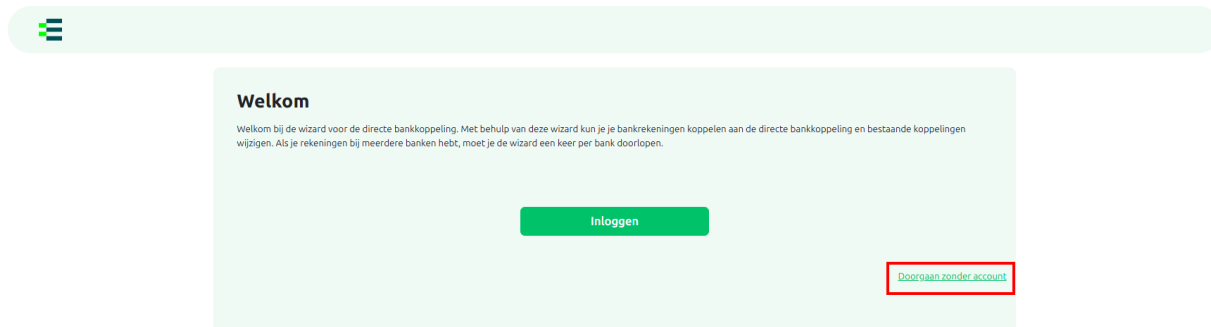 Welkom
Welkom bij de wizard voor de directe bankkoppeling. Met behulp van deze wizard kun je je bankrekeningen koppelen aan de directe bankkoppeling en bestaande koppelingen
wijzigen. Als je rekeningen bij meerdere banken hebt, moet je de wizard een keer per bank doorlopen.
Inloggen
Doorgaan zonder account